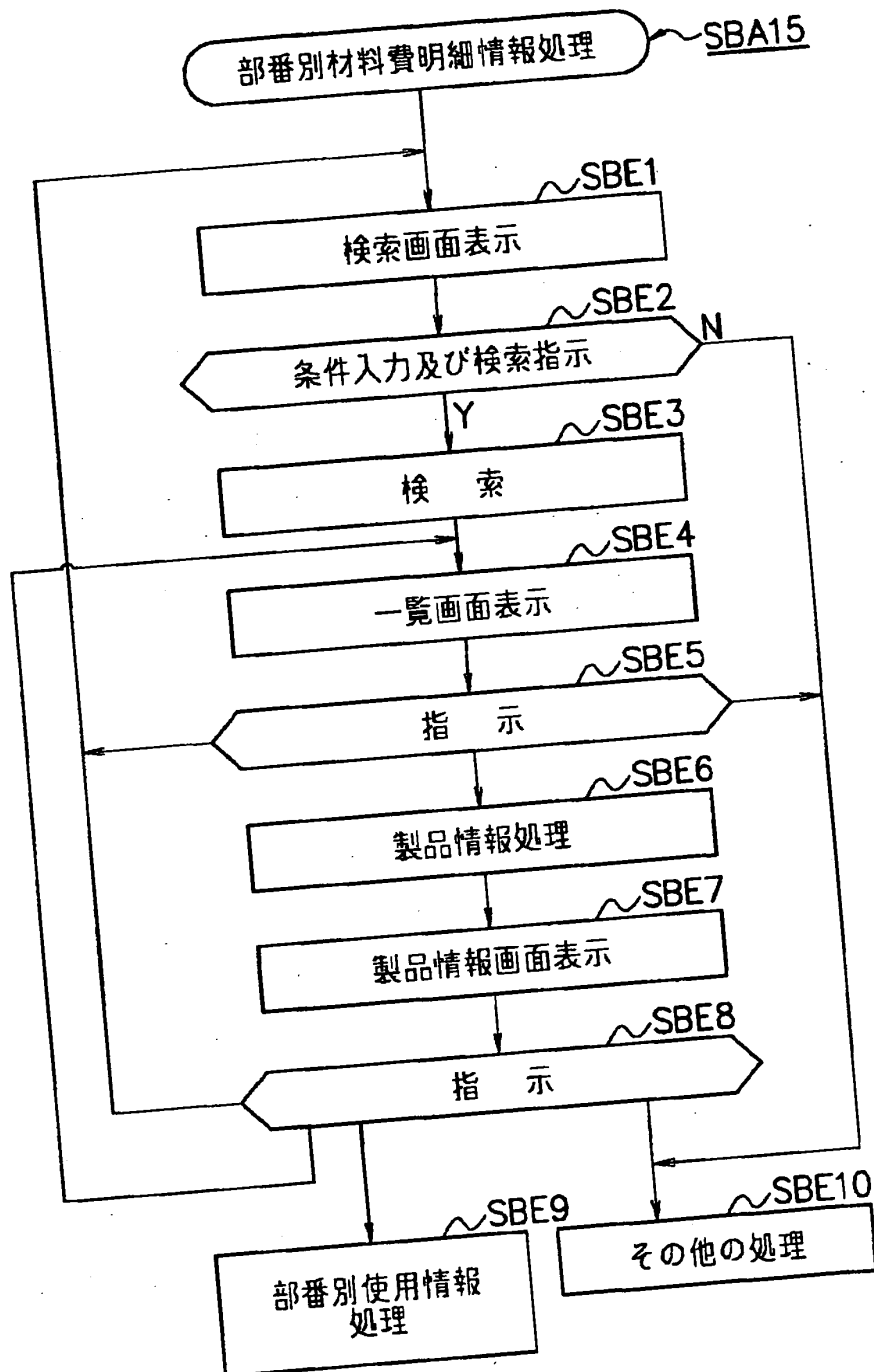 部番別材料費明細情報処理
SBA15
SBE1
検索画面表示
SBE2
条件入力及び検索指示
N
Y
SBE3
検 索
SBE4
一覧画面表示
SBE5
指 示
SBE6
製品情報処理
SBE7
製品情報画面表示
SBE8
指 示
SBE9
部番別使用情報
処理
SBE10
その他の処理